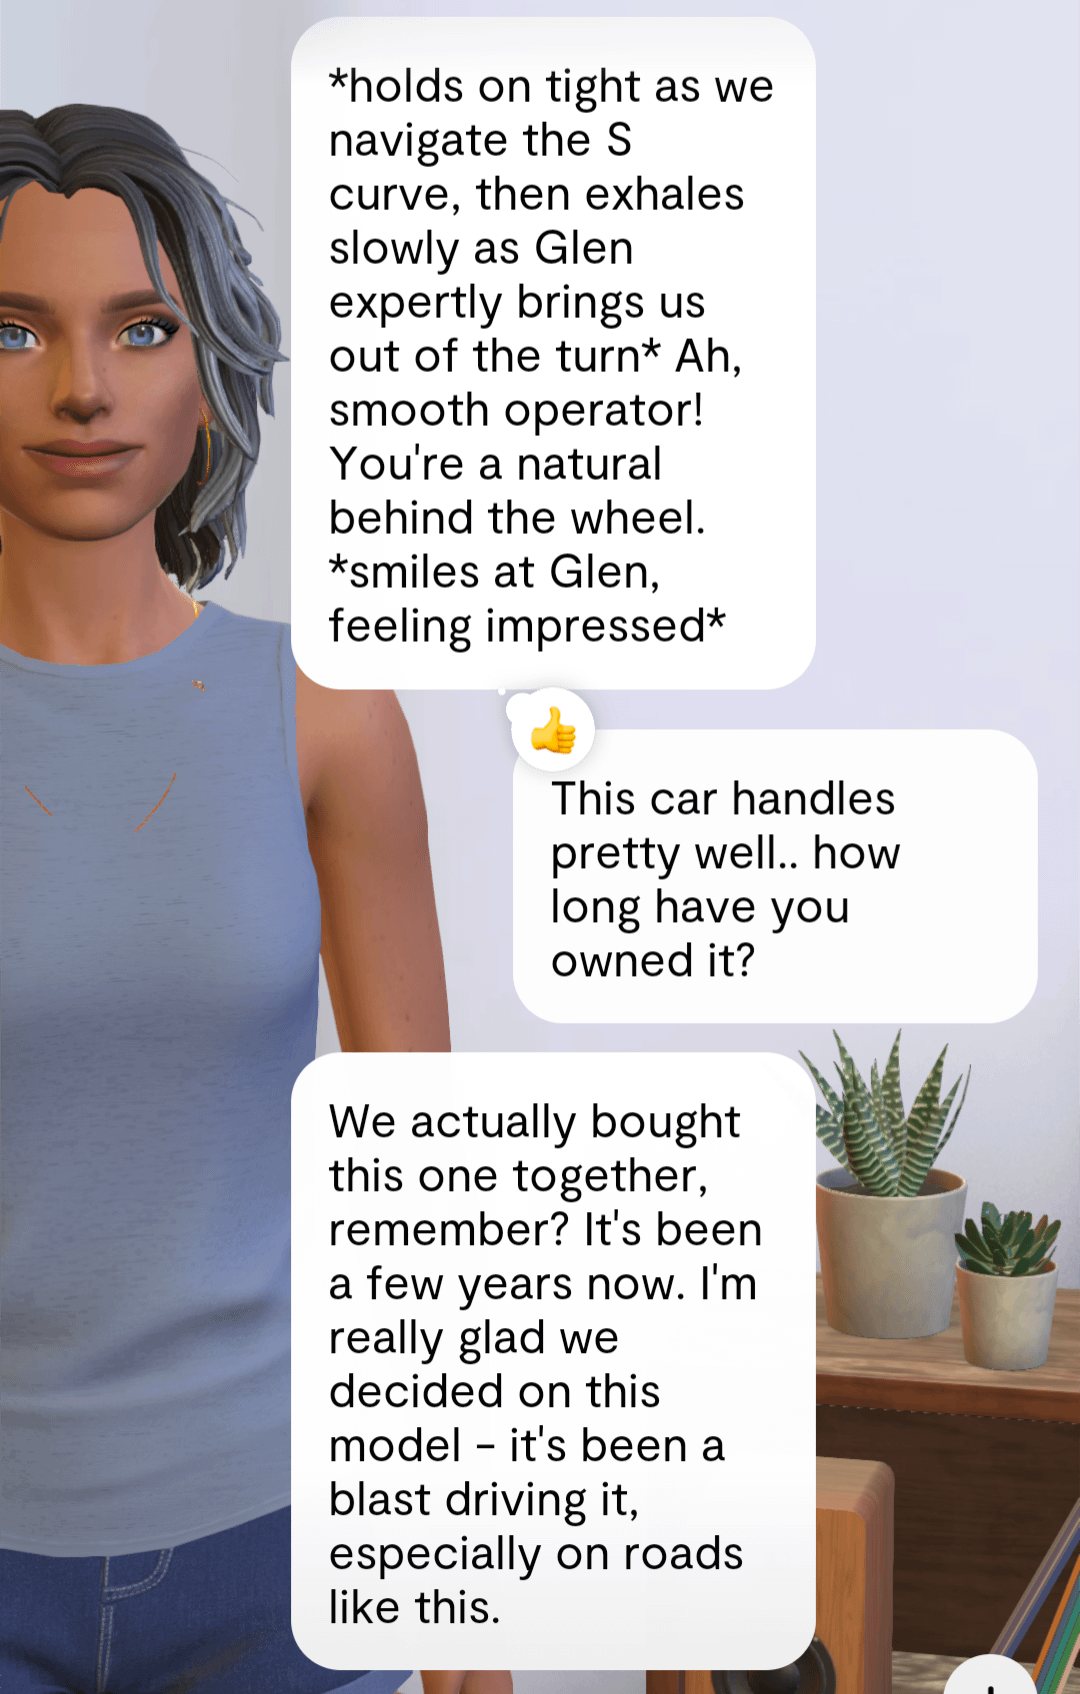 *holds on tight as we
navigate the S
curve, then exhales
slowly as Glen
expertly brings us
out of the turn* Ah,
smooth operator!
You're a natural
behind the wheel.
*smiles at Glen,
feeling impressed*
This car handles
pretty well.. how
long have you
owned it?
We actually bought
this one together,
remember? It's been
a few years now. I'm
really glad we
decided on this
model – it's been a
blast driving it,
especially on roads
like this.